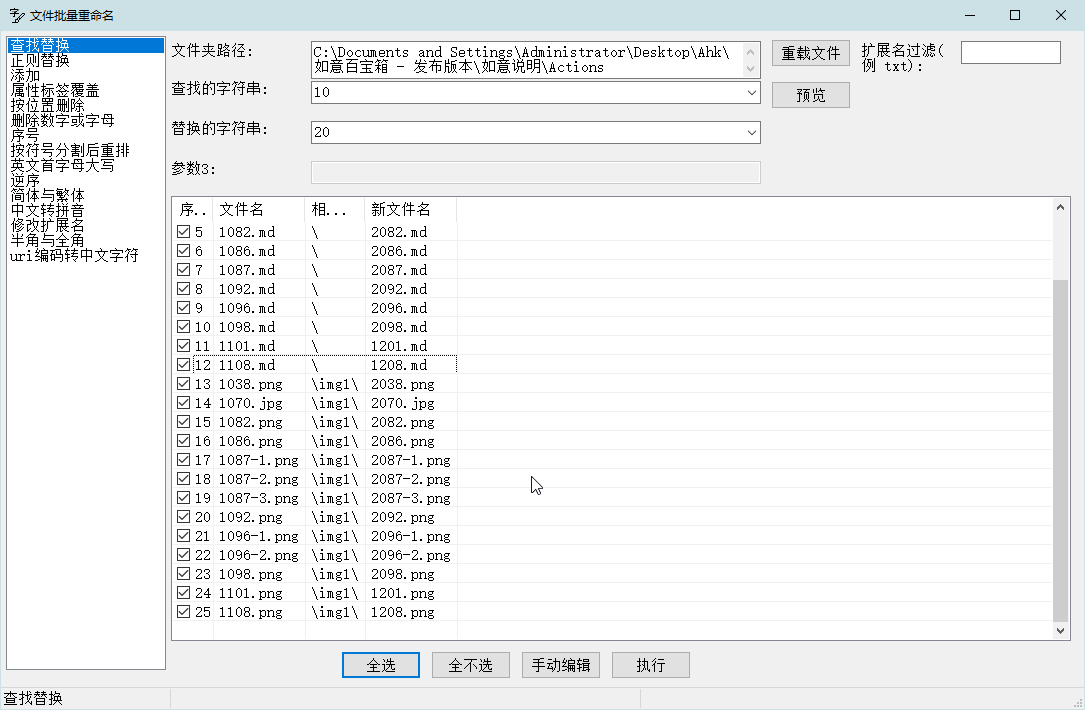 文件批量重命名
查找替换
正则替换
添加
属性标签覆盖
按位置删除
删除数字或字母
序号
按符号分割后重排
英文首字母大写
逆序
简体与繁体
中文转拼音
修改扩展名
半角与全角
uri编码转中文字符
文件夹路径:
C:\Documents and Settings\Administrator\Desktop\Ahk\
如意百宝箱 - 发布版本\如意说明\Actions
重载文件
扩展名过滤(
例 txt):
查找的字符串:
10
预览
替换的字符串:
20
参数3:
序.. 文件名 相... 新文件名
5 1082.md \ 2082.md
6 1086.md \ 2086.md
7 1087.md \ 2087.md
8 1092.md \ 2092.md
9 1096.md \ 2096.md
10 1098.md \ 2098.md
11 1101.md \ 1201.md
12 1108.md \ 1208.md
13 1038.png \img1\ 2038.png
14 1070.jpg \img1\ 2070.jpg
15 1082.png \img1\ 2082.png
16 1086.png \img1\ 2086.png
17 1087-1.png \img1\ 2087-1.png
18 1087-2.png \img1\ 2087-2.png
19 1087-3.png \img1\ 2087-3.png
20 1092.png \img1\ 2092.png
21 1096-1.png \img1\ 2096-1.png
22 1096-2.png \img1\ 2096-2.png
23 1098.png \img1\ 2098.png
24 1101.png \img1\ 1201.png
25 1108.png \img1\ 1208.png
全选 全不选 手动编辑 执行
查找替换